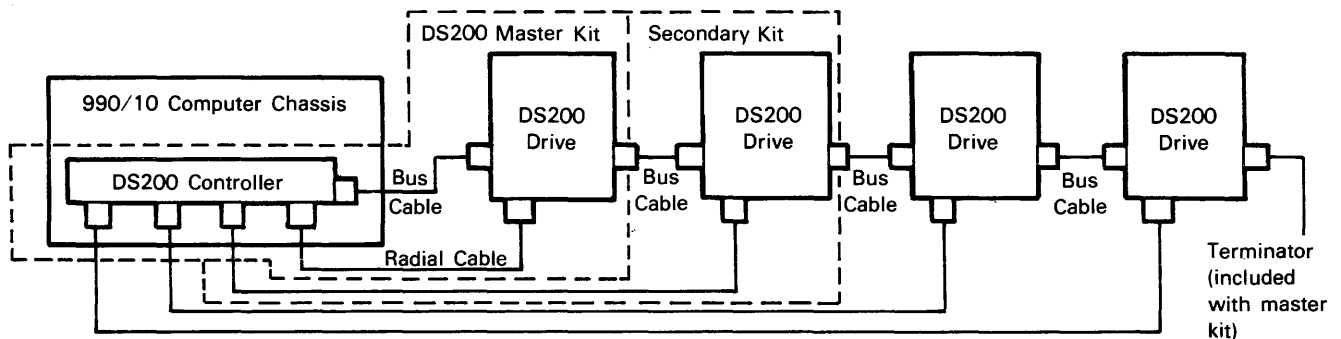 DS200 Master Kit
Secondary Kit
990/10 Computer Chassis
DS200 Controller
Bus
Cable
Radial Cable
DS200
Drive
Bus
Cable
DS200
Drive
Bus
Cable
DS200
Drive
Bus
Cable
DS200
Drive
Terminator
(included
with master
kit)